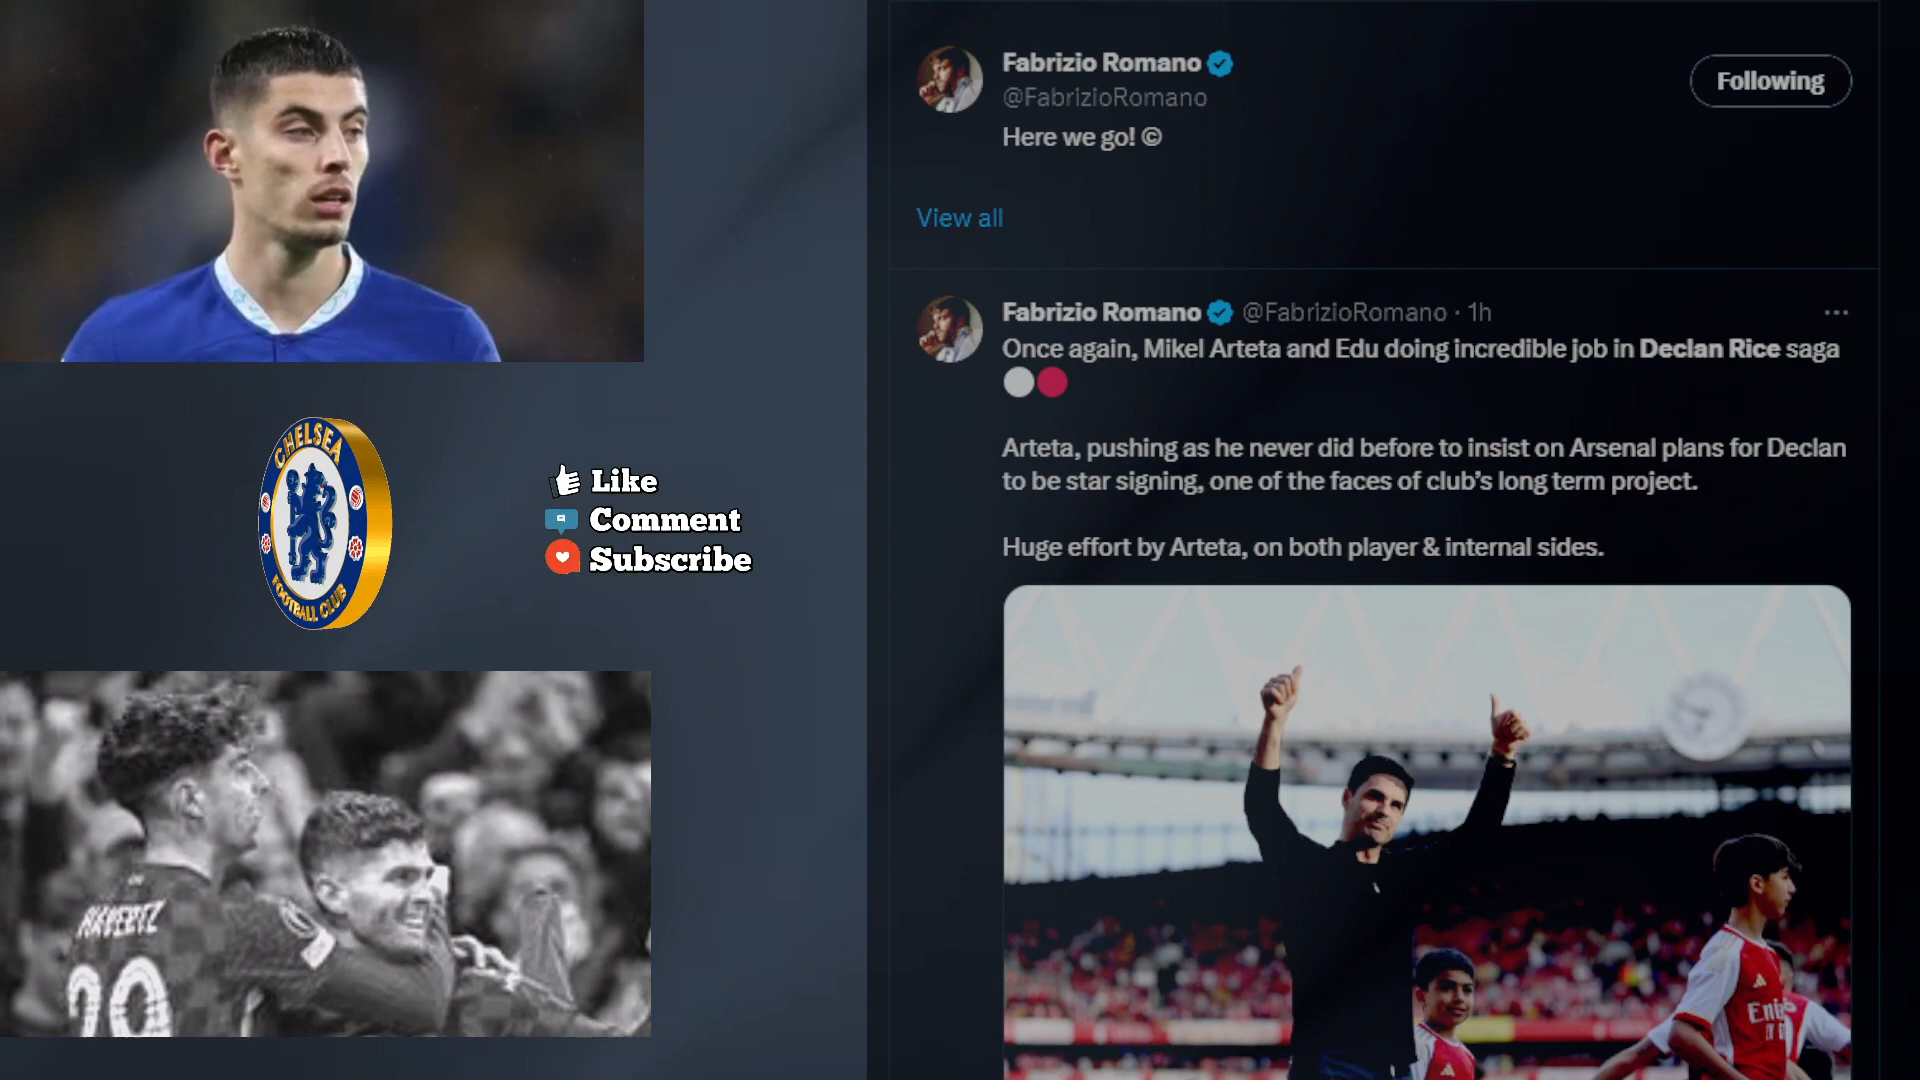 CHELSEA
FOOTBALL CLUB
Like
Comment
Subscribe
HAVERTZ
29
Fabrizio Romano
@FabrizioRomano
Following
Here we go! ©
View all
Fabrizio Romano @FabrizioRomano · 1h
Once again, Mikel Arteta and Edu doing incredible job in Declan Rice saga
Arteta, pushing as he never did before to insist on Arsenal plans for Declan
to be star signing, one of the faces of club's long term project.
Huge effort by Arteta, on both player & internal sides.